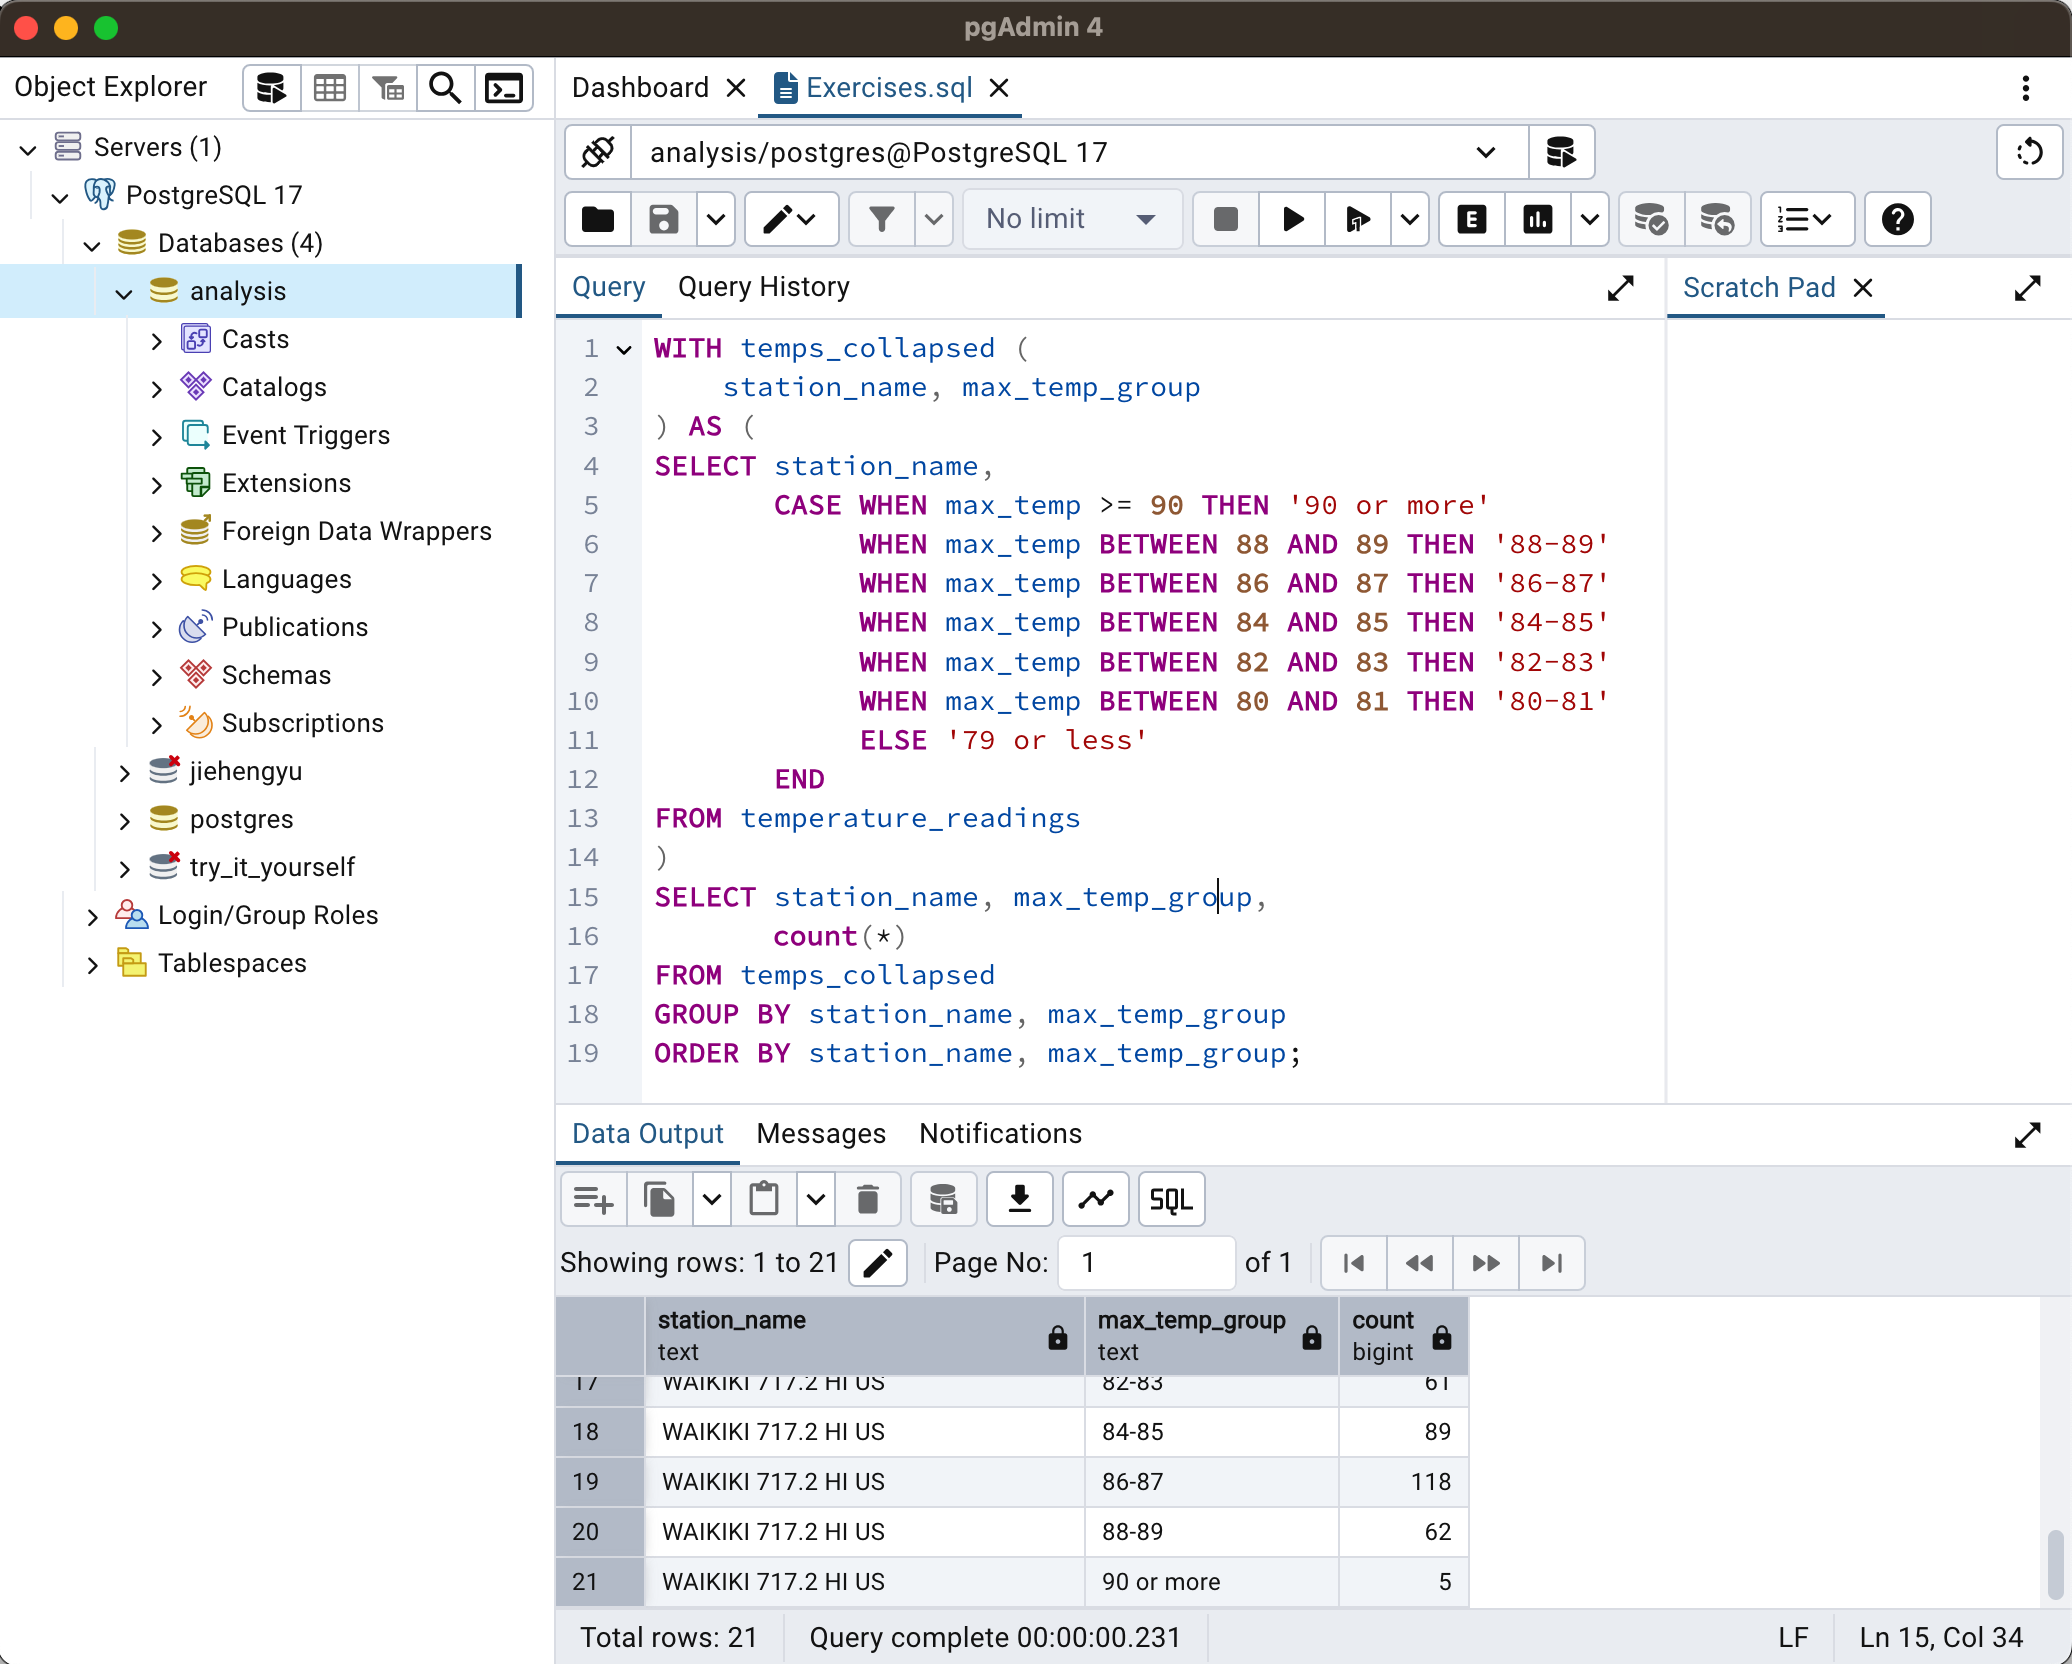 pgAdmin 4
Object Explorer
Servers (1)
PostgreSQL 17
Databases (4)
analysis
Casts
Catalogs
Event Triggers
Extensions
Foreign Data Wrappers
Languages
Publications
Schemas
Subscriptions
jiehengyu
postgres
try_it_yourself
Login/Group Roles
Tablespaces
Dashboard Exercises.sql
analysis/postgres@PostgreSQL 17
No limit E
Query Query History Scratch Pad
1 WITH temps_collapsed (
2     station_name, max_temp_group
3 ) AS (
4 SELECT station_name,
5        CASE WHEN max_temp >= 90 THEN '90 or more'
6             WHEN max_temp BETWEEN 88 AND 89 THEN '88-89'
7             WHEN max_temp BETWEEN 86 AND 87 THEN '86-87'
8             WHEN max_temp BETWEEN 84 AND 85 THEN '84-85'
9             WHEN max_temp BETWEEN 82 AND 83 THEN '82-83'
10             WHEN max_temp BETWEEN 80 AND 81 THEN '80-81'
11             ELSE '79 or less'
12        END
13 FROM temperature_readings
14 )
15 SELECT station_name, max_temp_group,
16        count(*)
17 FROM temps_collapsed
18 GROUP BY station_name, max_temp_group
19 ORDER BY station_name, max_temp_group;
Data Output Messages Notifications
SQL
Showing rows: 1 to 21 Page No: 1 of 1
station_name max_temp_group count
text text bigint
17 WAIKIKI 717.2 HI US 82-83 61
18 WAIKIKI 717.2 HI US 84-85 89
19 WAIKIKI 717.2 HI US 86-87 118
20 WAIKIKI 717.2 HI US 88-89 62
21 WAIKIKI 717.2 HI US 90 or more 5
Total rows: 21 Query complete 00:00:00.231 LF Ln 15, Col 34